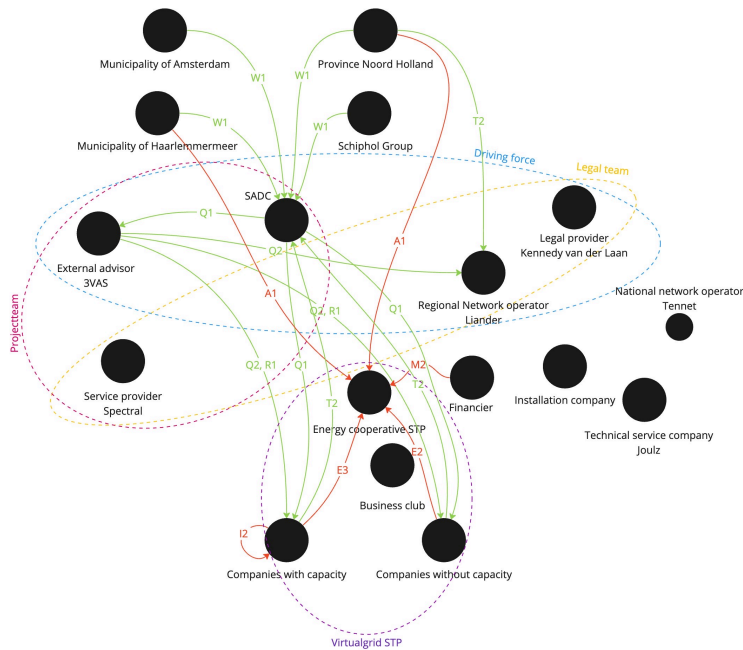 Municipality of Amsterdam
Province Noord Holland
W1
W1
Municipality of Haarlemmermeer
Schiphol Group
W1
W1
T2
Driving force
Legal team
SADC
Q1
External advisor
3VAS
Q2
A1
Legal provider
Kennedy van der Laan
Regional Network operator
Liander
National network operator
Tennet
A1
Projectteam
Q2, R1
Q1
Service provider
Spectral
Q2, R1
Q1
M2
T2
T2
Energy cooperative STP
Financier
Installation company
Technical service company
Joulz
E3
E2
Business club
I2
Companies with capacity
Companies without capacity
Virtualgrid STP